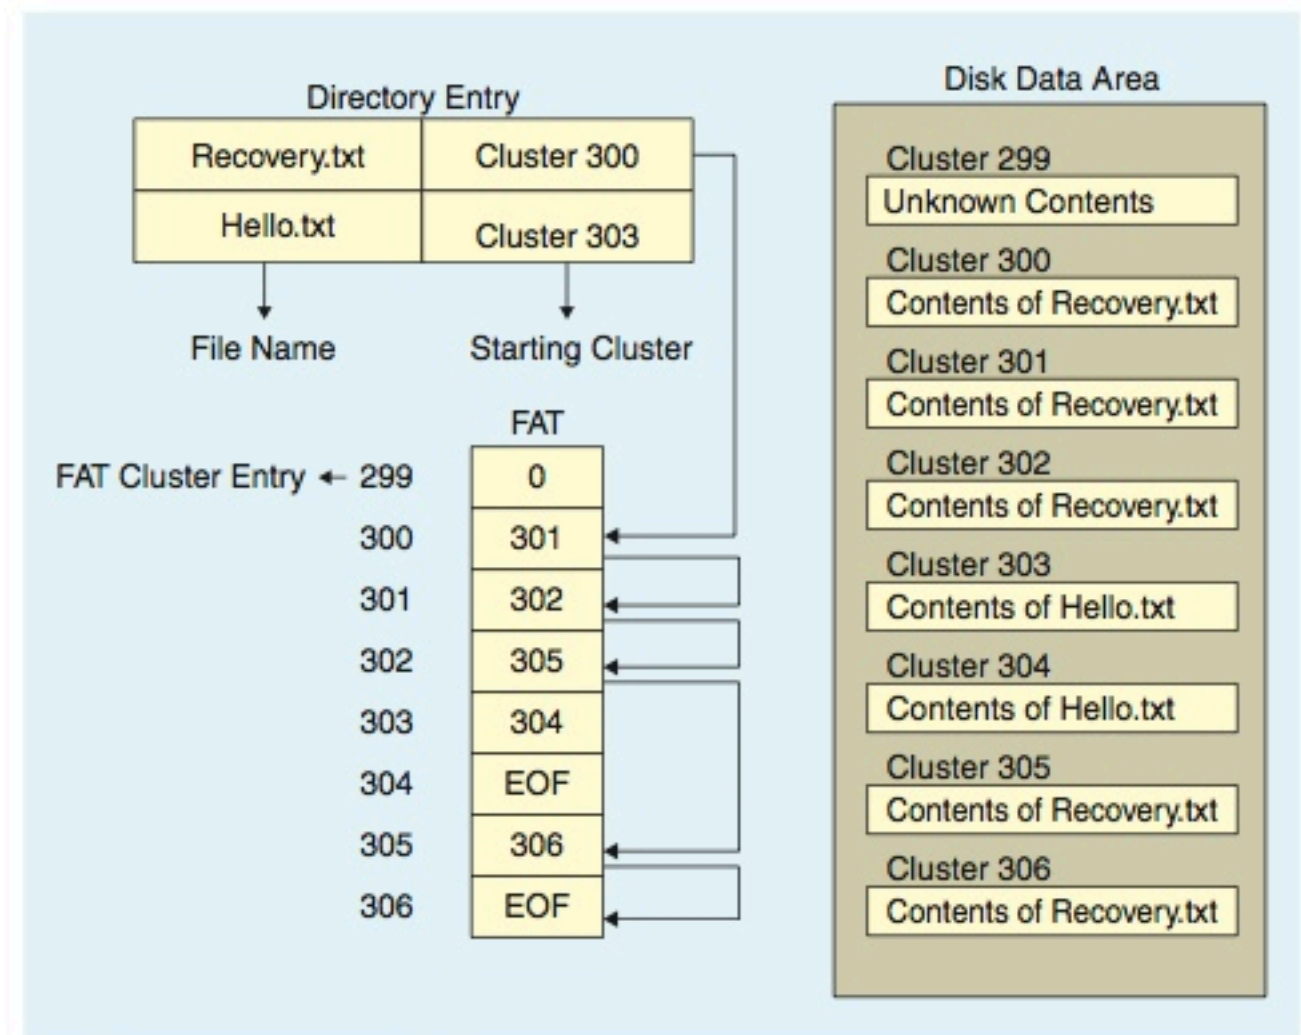 Directory Entry
Recovery.txt Cluster 300
Hello.txt Cluster 303
File Name Starting Cluster
FAT
FAT Cluster Entry ← 299 0
300 301
301 302
302 305
303 304
304 EOF
305 306
306 EOF
Disk Data Area
Cluster 299
Unknown Contents
Cluster 300
Contents of Recovery.txt
Cluster 301
Contents of Recovery.txt
Cluster 302
Contents of Recovery.txt
Cluster 303
Contents of Hello.txt
Cluster 304
Contents of Hello.txt
Cluster 305
Contents of Recovery.txt
Cluster 306
Contents of Recovery.txt